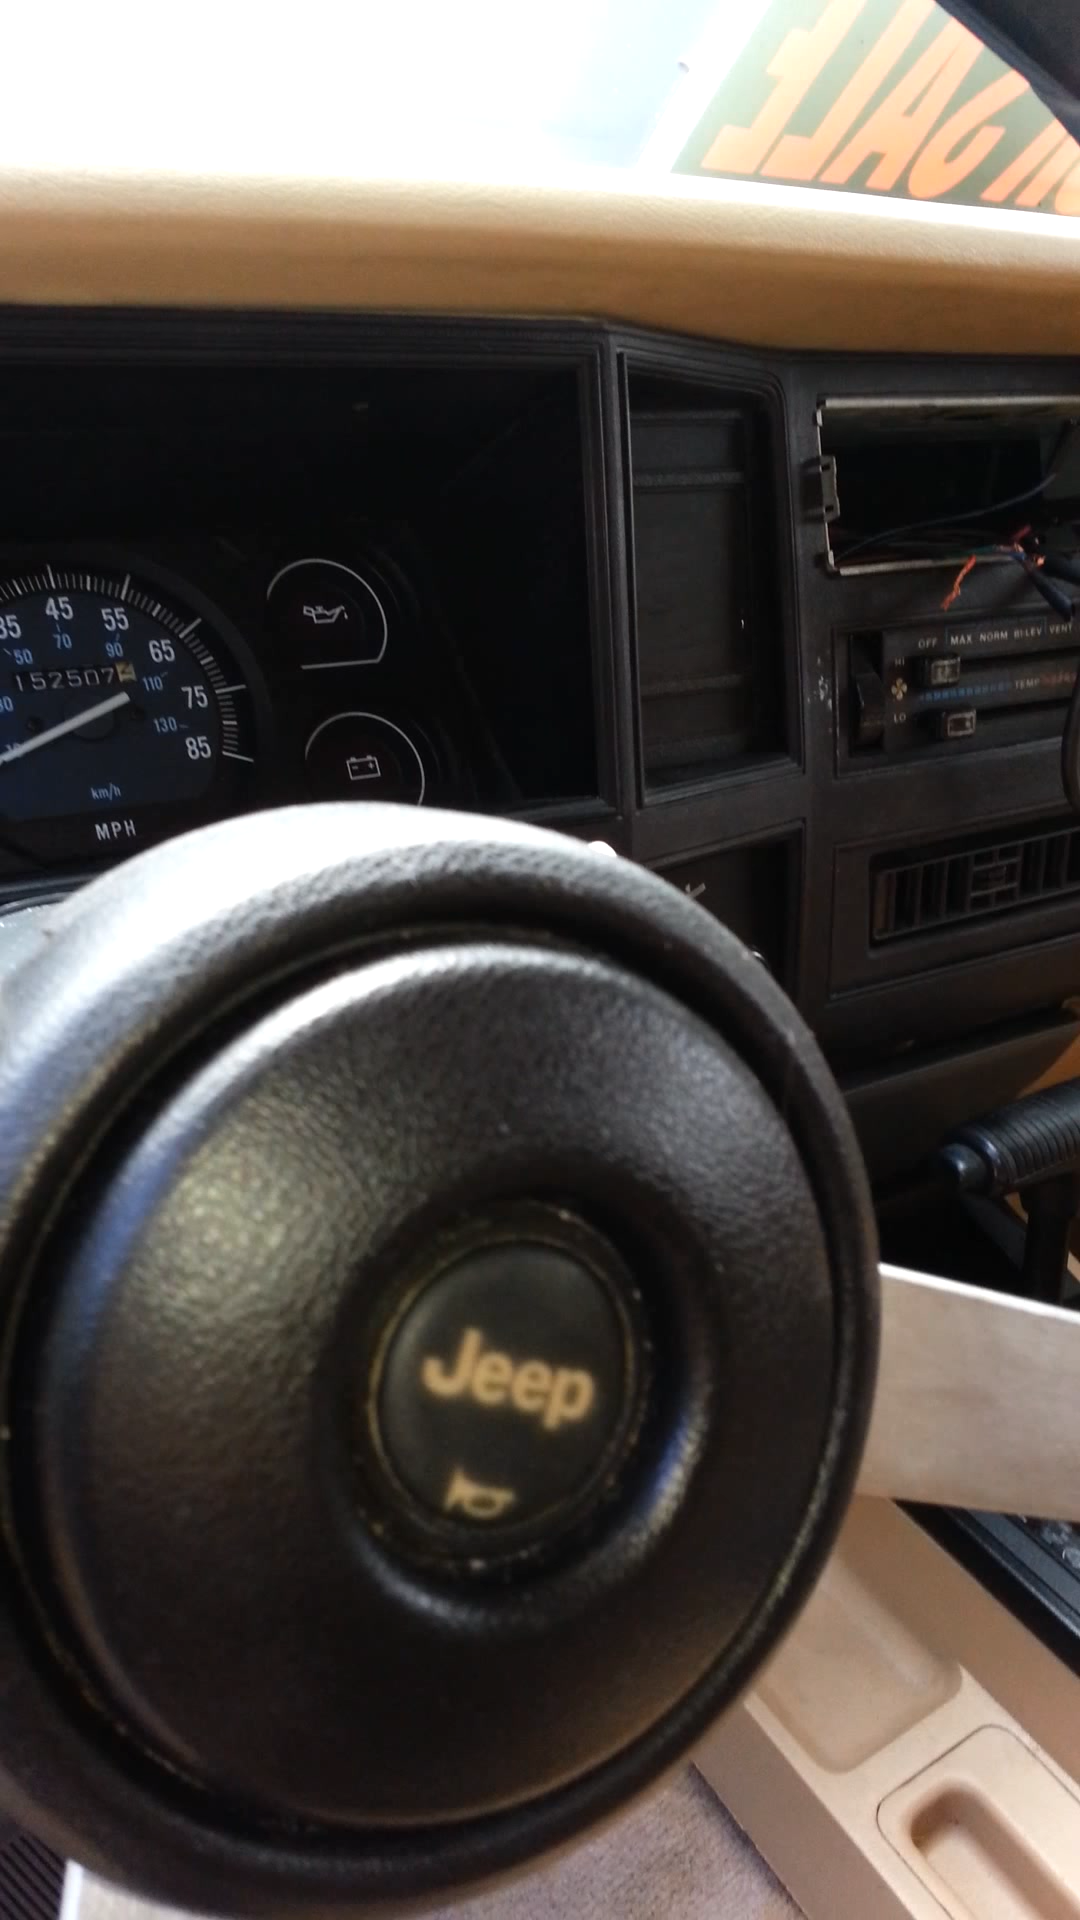 SALE
35 45 55 65 75 85
50 70 90 110 130
152507
km/h
MPH
OFF MAX NORM BI-LEV VENT
HI
TEMP
LO
Jeep